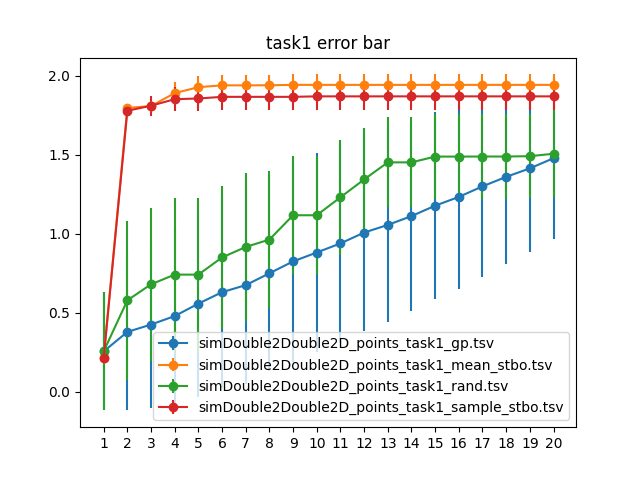 task1 error bar
2.0
1.5
1.0
0.5
0.0
simDouble2Double2D_points_task1_gp.tsv
simDouble2Double2D_points_task1_mean_stbo.tsv
simDouble2Double2D_points_task1_rand.tsv
simDouble2Double2D_points_task1_sample_stbo.tsv
1 2 3 4 5 6 7 8 9 10 11 12 13 14 15 16 17 18 19 20